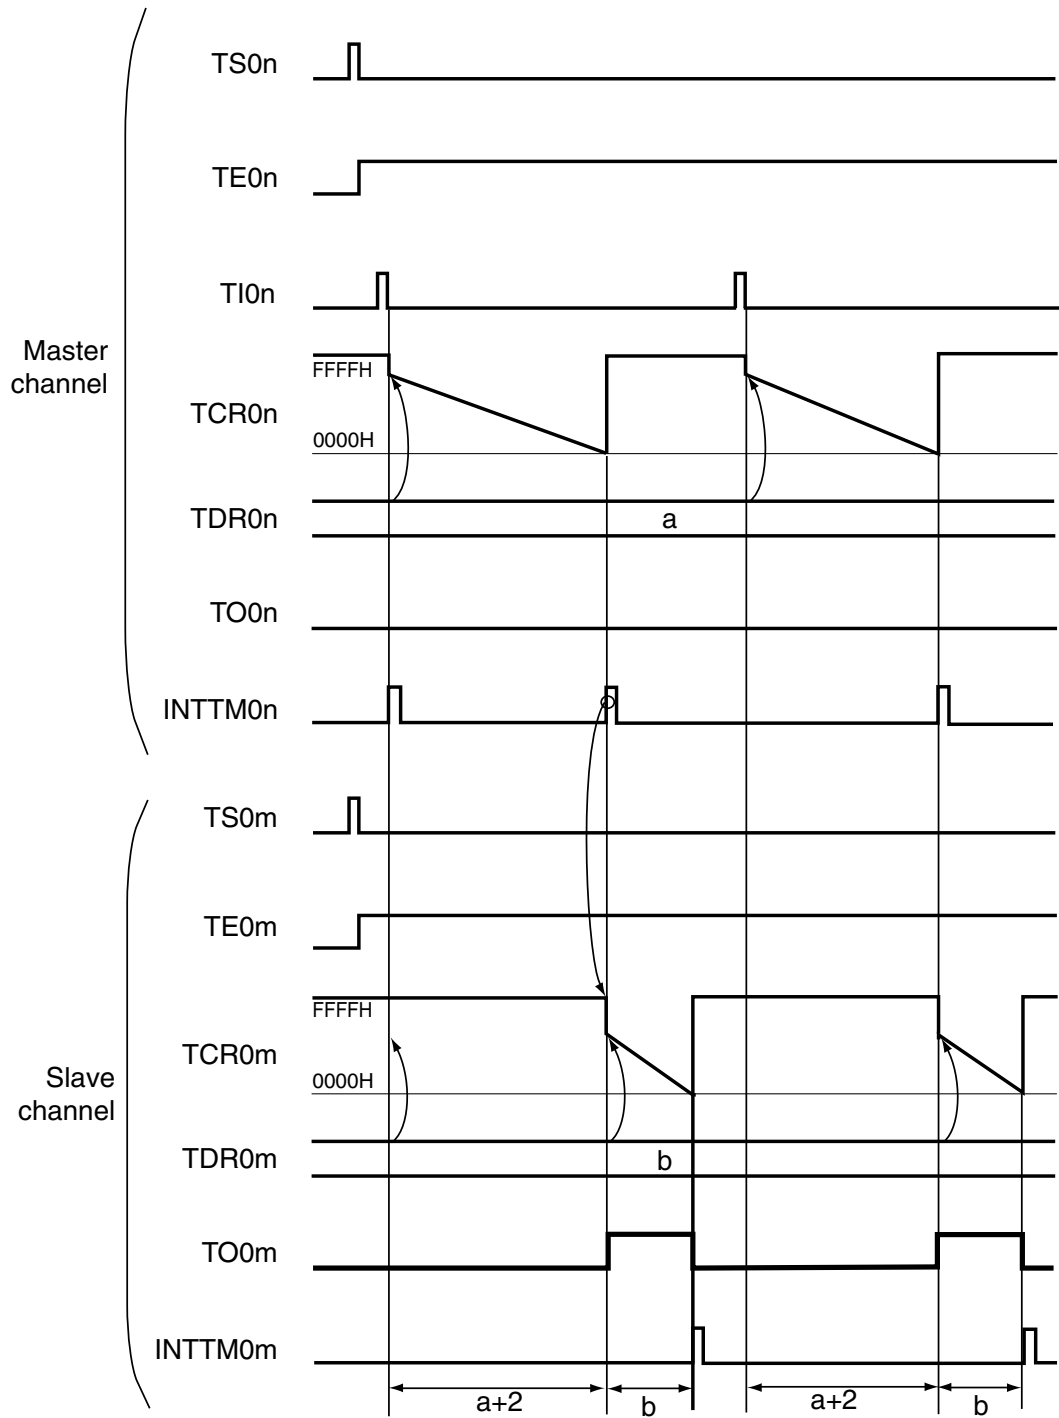 TS0n
TE0n
TI0n
Master
channel
FFFFH
TCR0n
0000H
TDR0n
a
TO0n
INTTM0n
TS0m
TE0m
FFFFH
TCR0m
0000H
Slave
channel
TDR0m
b
TO0m
INTTM0m
a+2
b
a+2
b